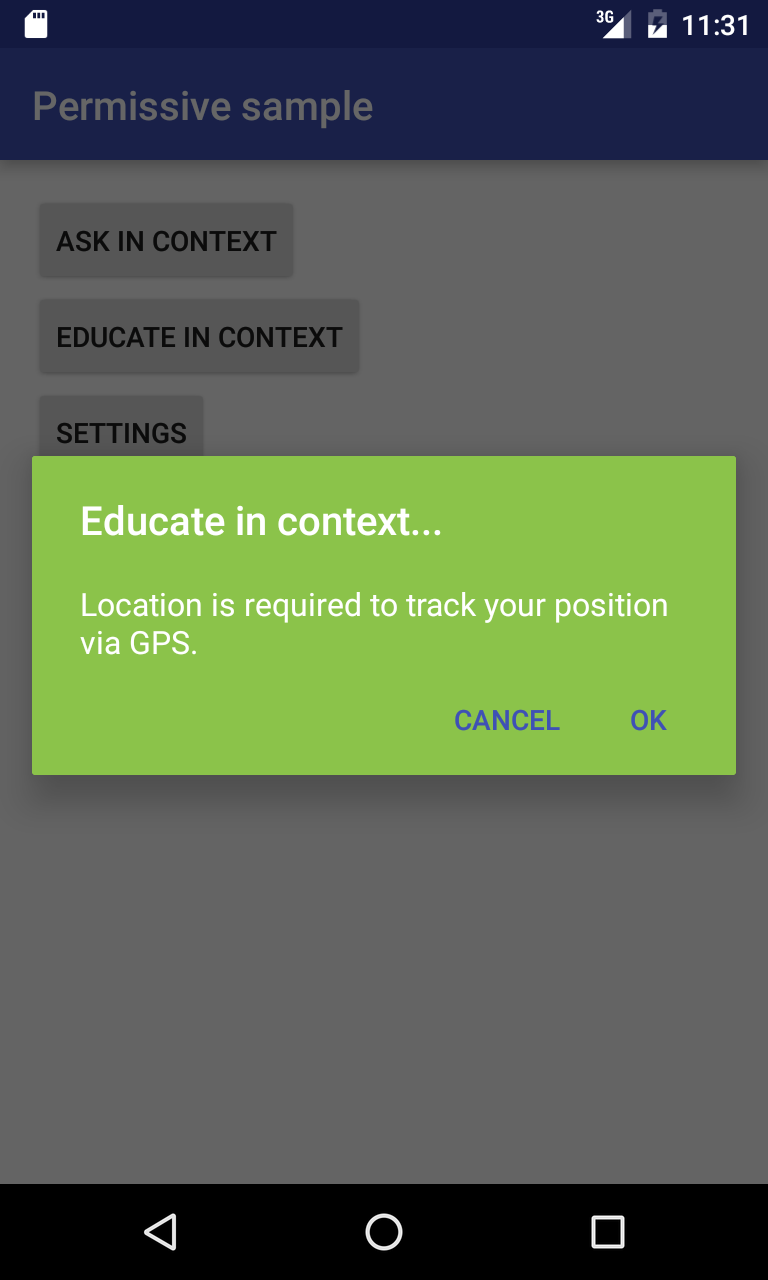 3G 11:31
Permissive sample
ASK IN CONTEXT
EDUCATE IN CONTEXT
SETTINGS
Educate in context...
Location is required to track your position
via GPS.
CANCEL OK